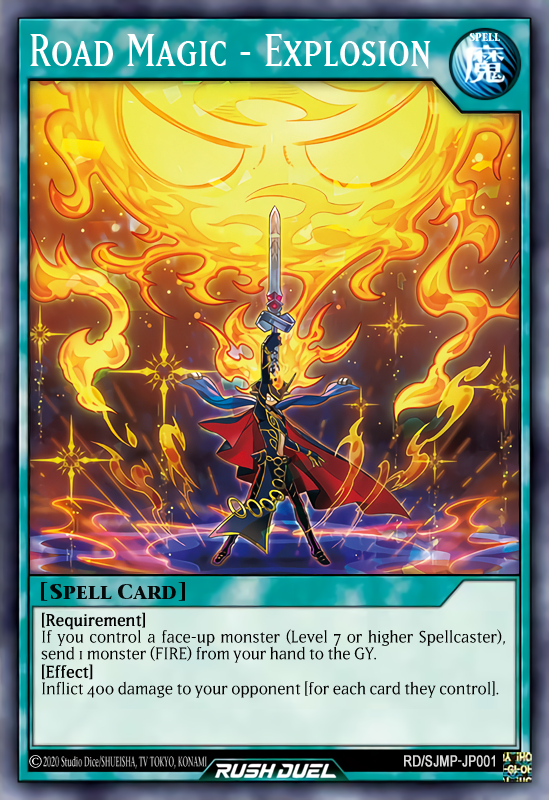 Road Magic - Explosion
SPELL
魔
[Spell Card]
[Requirement]
If you control a face-up monster (Level 7 or higher Spellcaster),
send 1 monster (FIRE) from your hand to the GY.
[Effect]
Inflict 400 damage to your opponent [for each card they control].
©2020 Studio Dice/SHUEISHA, TV TOKYO, KONAMI
RUSH DUEL
RD/SJMP-JP001